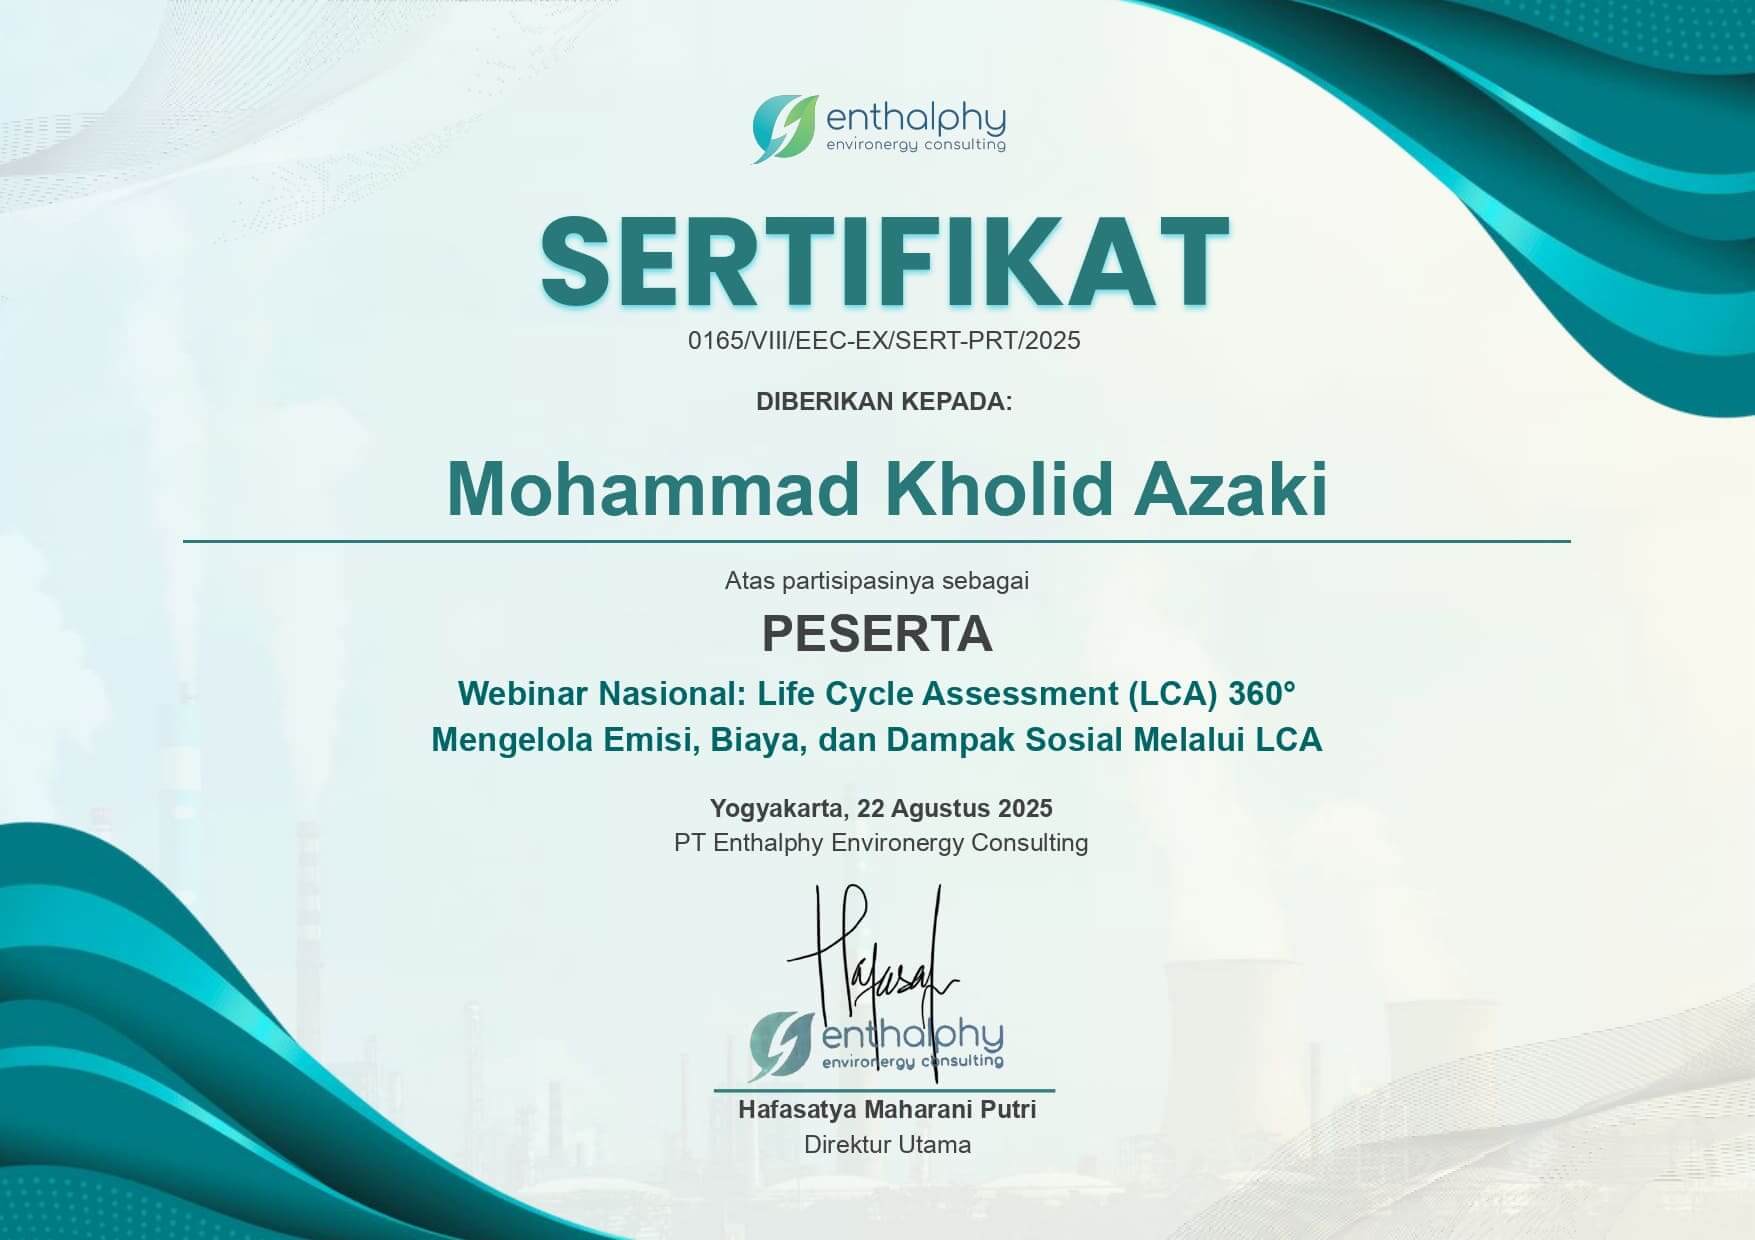 enthalphy
environergy consulting
SERTIFIKAT
0165/VIII/EEC-EX/SERT-PRT/2025
DIBERIKAN KEPADA:
Mohammad Kholid Azaki
Atas partisipasinya sebagai
PESERTA
Webinar Nasional: Life Cycle Assessment (LCA) 360°
Mengelola Emisi, Biaya, dan Dampak Sosial Melalui LCA
Yogyakarta, 22 Agustus 2025
PT Enthalphy Environergy Consulting
Hafasat
enthalphy
environergy consulting
Hafasatya Maharani Putri
Direktur Utama